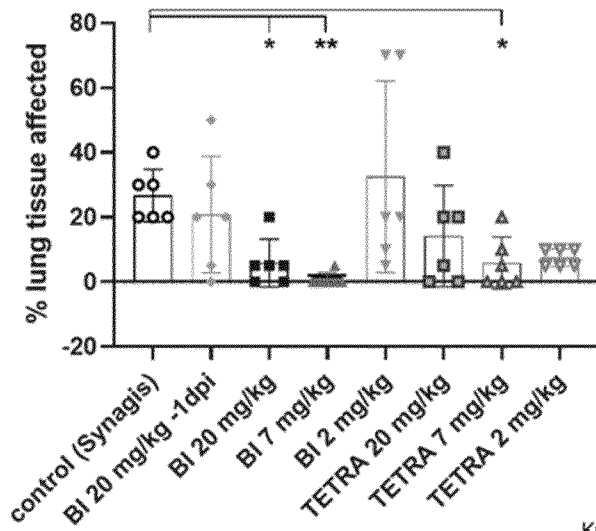 80
*
**
*
60
40
20
0
-20
% lung tissue affected
control (Synagis)
BI 20 mg/kg -1dpi
BI 20 mg/kg
BI 7 mg/kg
BI 2 mg/kg
TETRA 20 mg/kg
TETRA 7 mg/kg
TETRA 2 mg/kg